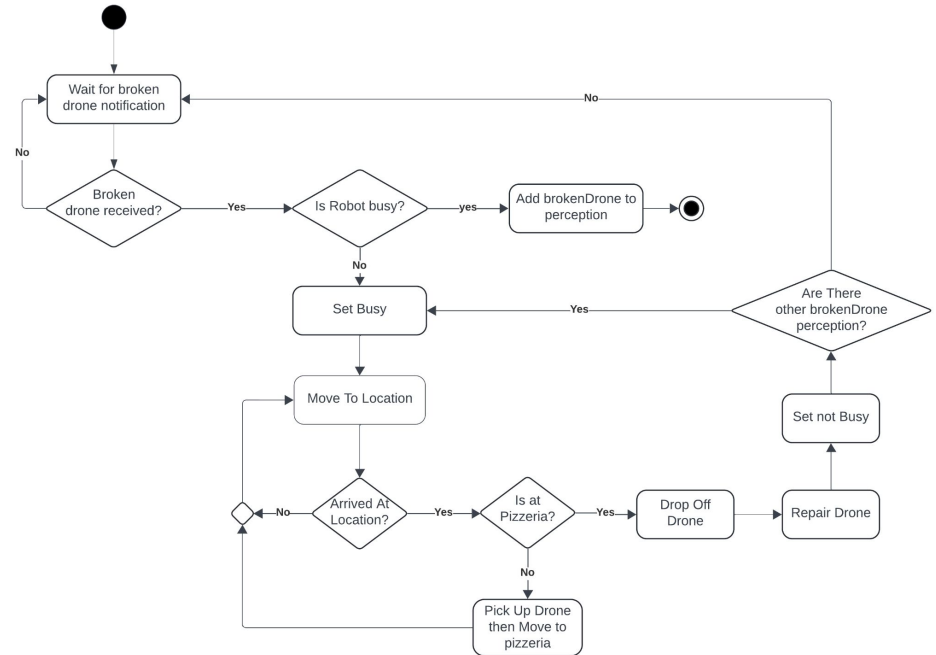 Wait for broken
drone notification
No
No
Broken
drone received?
Yes
Is Robot busy?
yes
Add brokenDrone to
perception
No
Set Busy
Yes
Are There
other brokenDrone
perception?
Move To Location
Set not Busy
Arrived At
Location?
No
Yes
Is at
Pizzeria?
Yes
Drop Off
Drone
Repair Drone
No
Pick Up Drone
then Move to
pizzeria